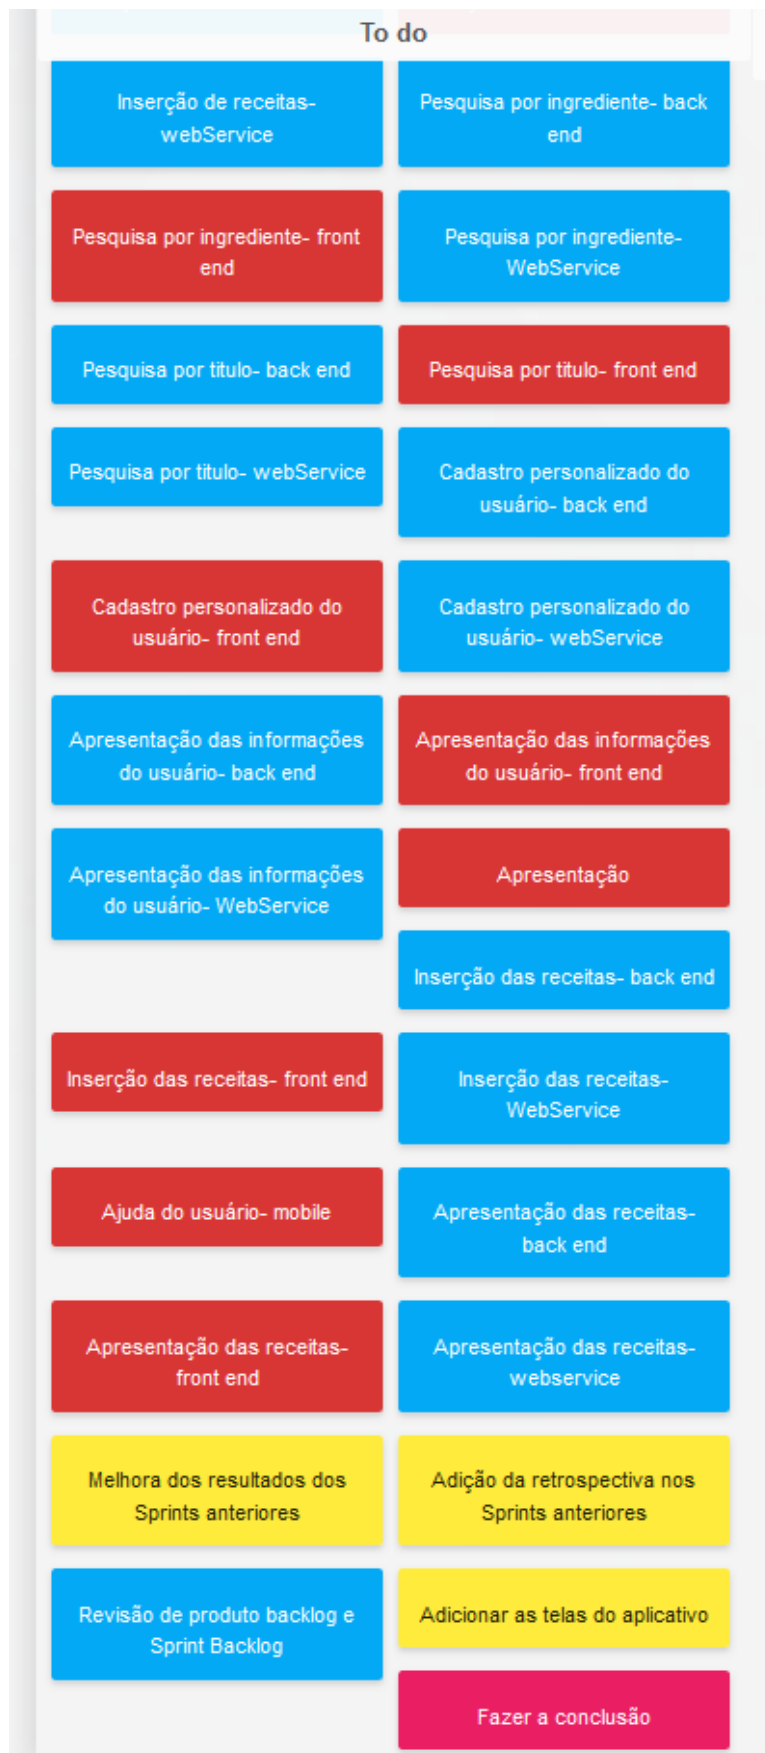 To do
Inserção de receitas-
webService
Pesquisa por ingrediente- back
end
Pesquisa por ingrediente- front
end
Pesquisa por ingrediente-
WebService
Pesquisa por titulo- back end
Pesquisa por titulo- front end
Pesquisa por titulo- webService
Cadastro personalizado do
usuário- back end
Cadastro personalizado do
usuário- front end
Cadastro personalizado do
usuário- webService
Apresentação das informações
do usuário- back end
Apresentação das informações
do usuário- front end
Apresentação das informações
do usuário- WebService
Apresentação
Inserção das receitas- back end
Inserção das receitas- front end
Inserção das receitas-
WebService
Ajuda do usuário- mobile
Apresentação das receitas-
back end
Apresentação das receitas-
front end
Apresentação das receitas-
webservice
Melhora dos resultados dos
Sprints anteriores
Adição da retrospectiva nos
Sprints anteriores
Revisão de produto backlog e
Sprint Backlog
Adicionar as telas do aplicativo
Fazer a conclusão